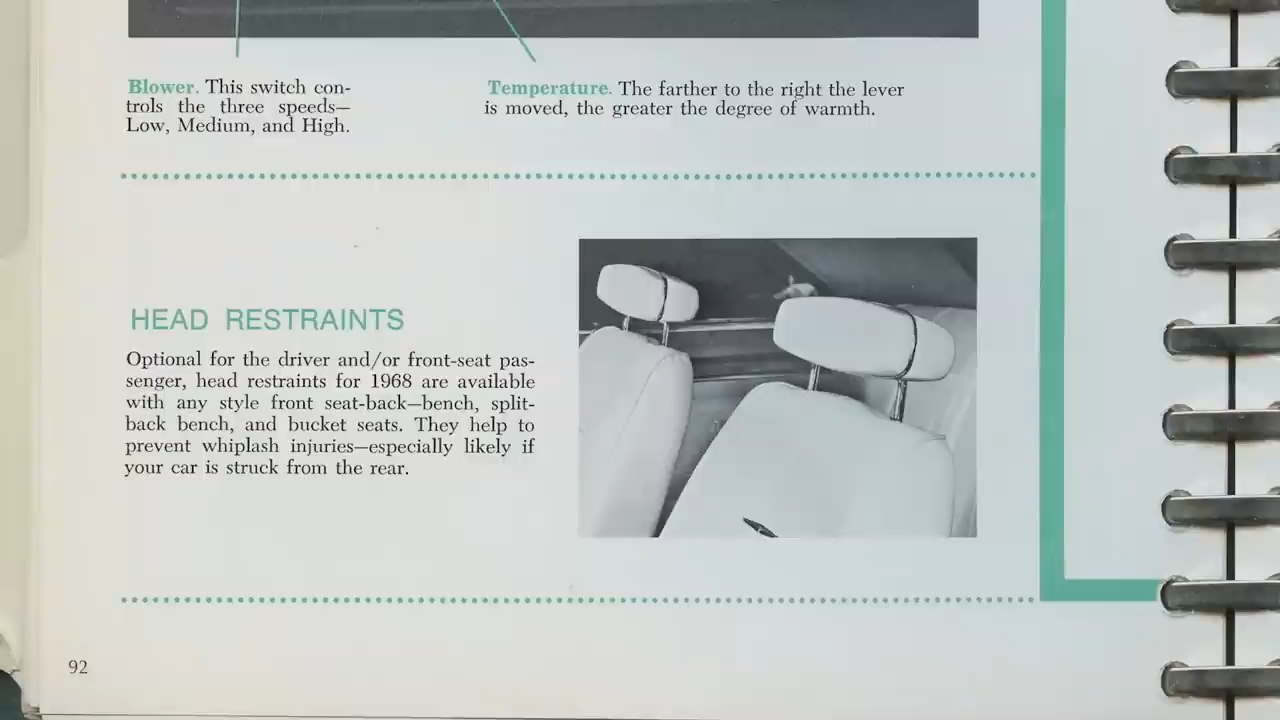 Blower. This switch con-
trols the three speeds—
Low, Medium, and High.
Temperature. The farther to the right the lever
is moved, the greater the degree of warmth.
HEAD RESTRAINTS
Optional for the driver and/or front-seat pas-
senger, head restraints for 1968 are available
with any style front seat-back—bench, split-
back bench, and bucket seats. They help to
prevent whiplash injuries—especially likely if
your car is struck from the rear.
92